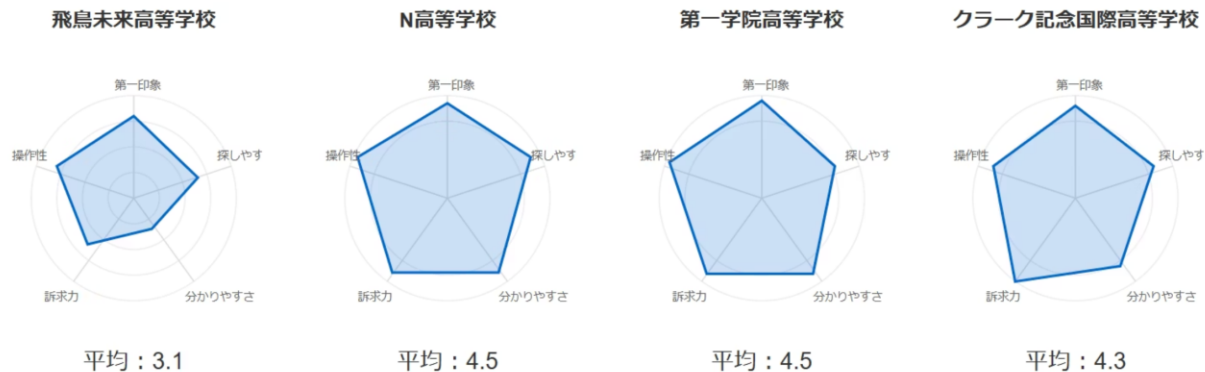 飛鳥未来高等学校
第一印象
操作性
探しやす
訴求力
分かりやすさ
平均：3.1
N高等学校
第一印象
操作性
探しやす
訴求力
分かりやすさ
平均：4.5
第一学院高等学校
第一印象
操作性
探しやす
訴求力
分かりやすさ
平均：4.5
クラーク記念国際高等学校
第一印象
操作性
探しやす
訴求力
分かりやすさ
平均：4.3